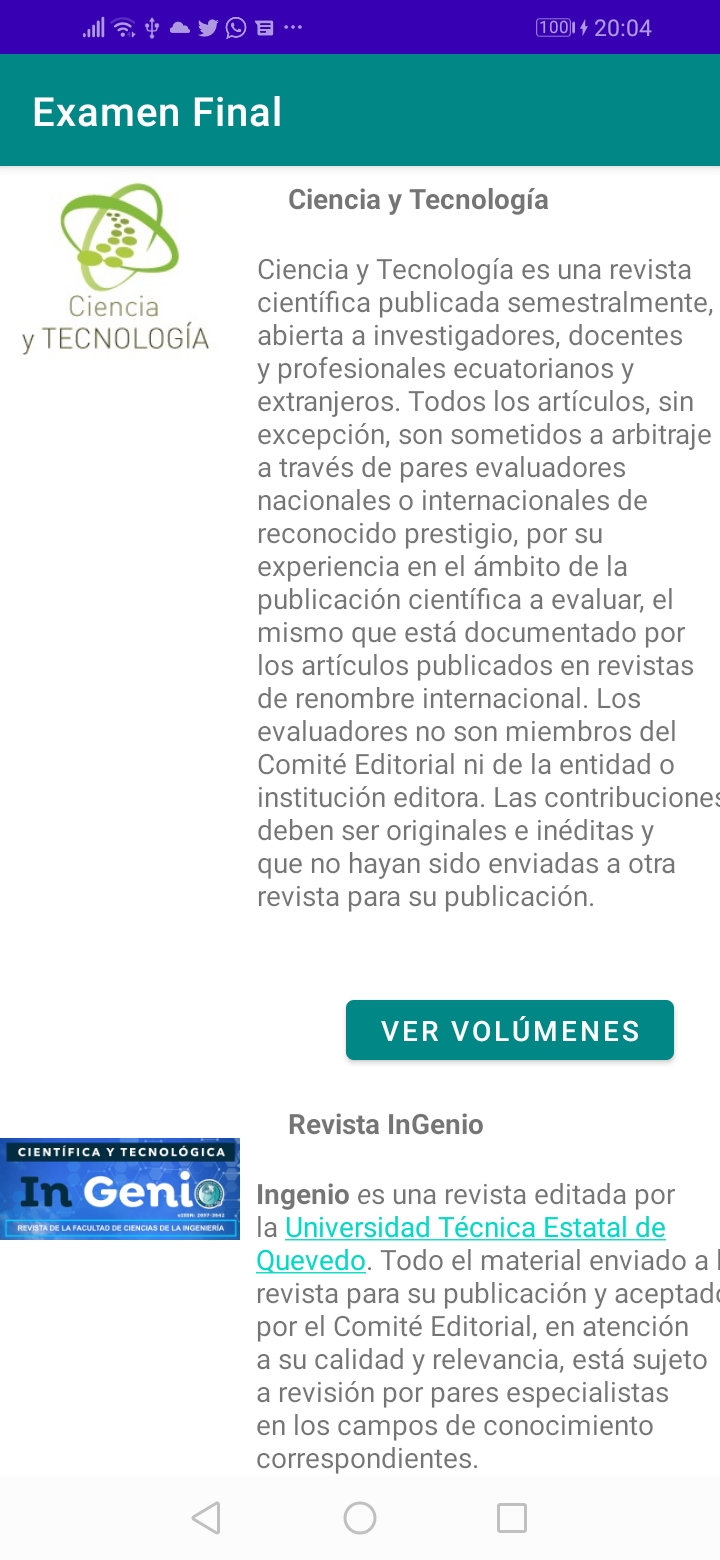 100 20:04
Examen Final
Ciencia
y TECNOLOGÍA
Ciencia y Tecnología
Ciencia y Tecnología es una revista
científica publicada semestralmente,
abierta a investigadores, docentes
y profesionales ecuatorianos y
extranjeros. Todos los artículos, sin
excepción, son sometidos a arbitraje
a través de pares evaluadores
nacionales o internacionales de
reconocido prestigio, por su
experiencia en el ámbito de la
publicación científica a evaluar, el
mismo que está documentado por
los artículos publicados en revistas
de renombre internacional. Los
evaluadores no son miembros del
Comité Editorial ni de la entidad o
institución editora. Las contribuciones
deben ser originales e inéditas y
que no hayan sido enviadas a otra
revista para su publicación.
VER VOLÚMENES
Revista InGenio
CIENTÍFICA Y TECNOLÓGICA
In Genio
REVISTA DE LA FACULTAD DE CIENCIAS DE LA INGENIERÍA
Ingenio es una revista editada por
la Universidad Técnica Estatal de
Quevedo. Todo el material enviado a
revista para su publicación y aceptado
por el Comité Editorial, en atención
a su calidad y relevancia, está sujeto
a revisión por pares especialistas
en los campos de conocimiento
correspondientes.